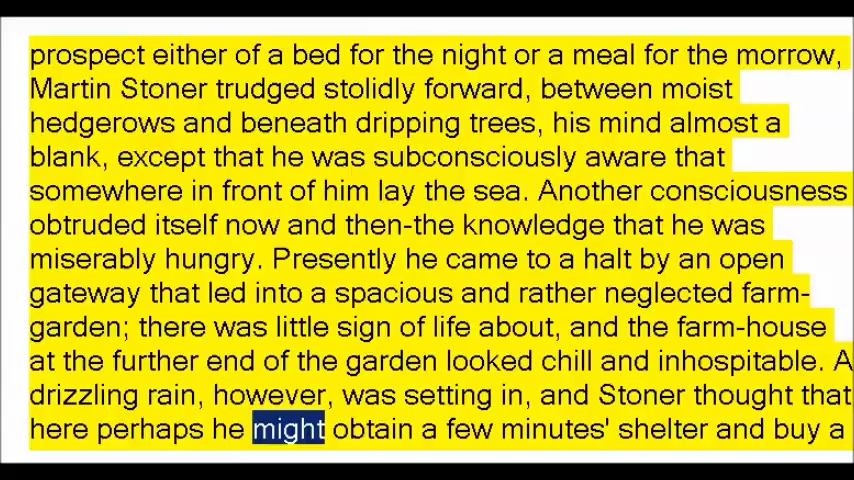 prospect either of a bed for the night or a meal for the morrow,
Martin Stoner trudged stolidly forward, between moist
hedgerows and beneath dripping trees, his mind almost a
blank, except that he was subconsciously aware that
somewhere in front of him lay the sea. Another consciousness
obtruded itself now and then-the knowledge that he was
miserably hungry. Presently he came to a halt by an open
gateway that led into a spacious and rather neglected farm-
garden; there was little sign of life about, and the farm-house
at the further end of the garden looked chill and inhospitable. A
drizzling rain, however, was setting in, and Stoner thought that
here perhaps he might obtain a few minutes' shelter and buy a